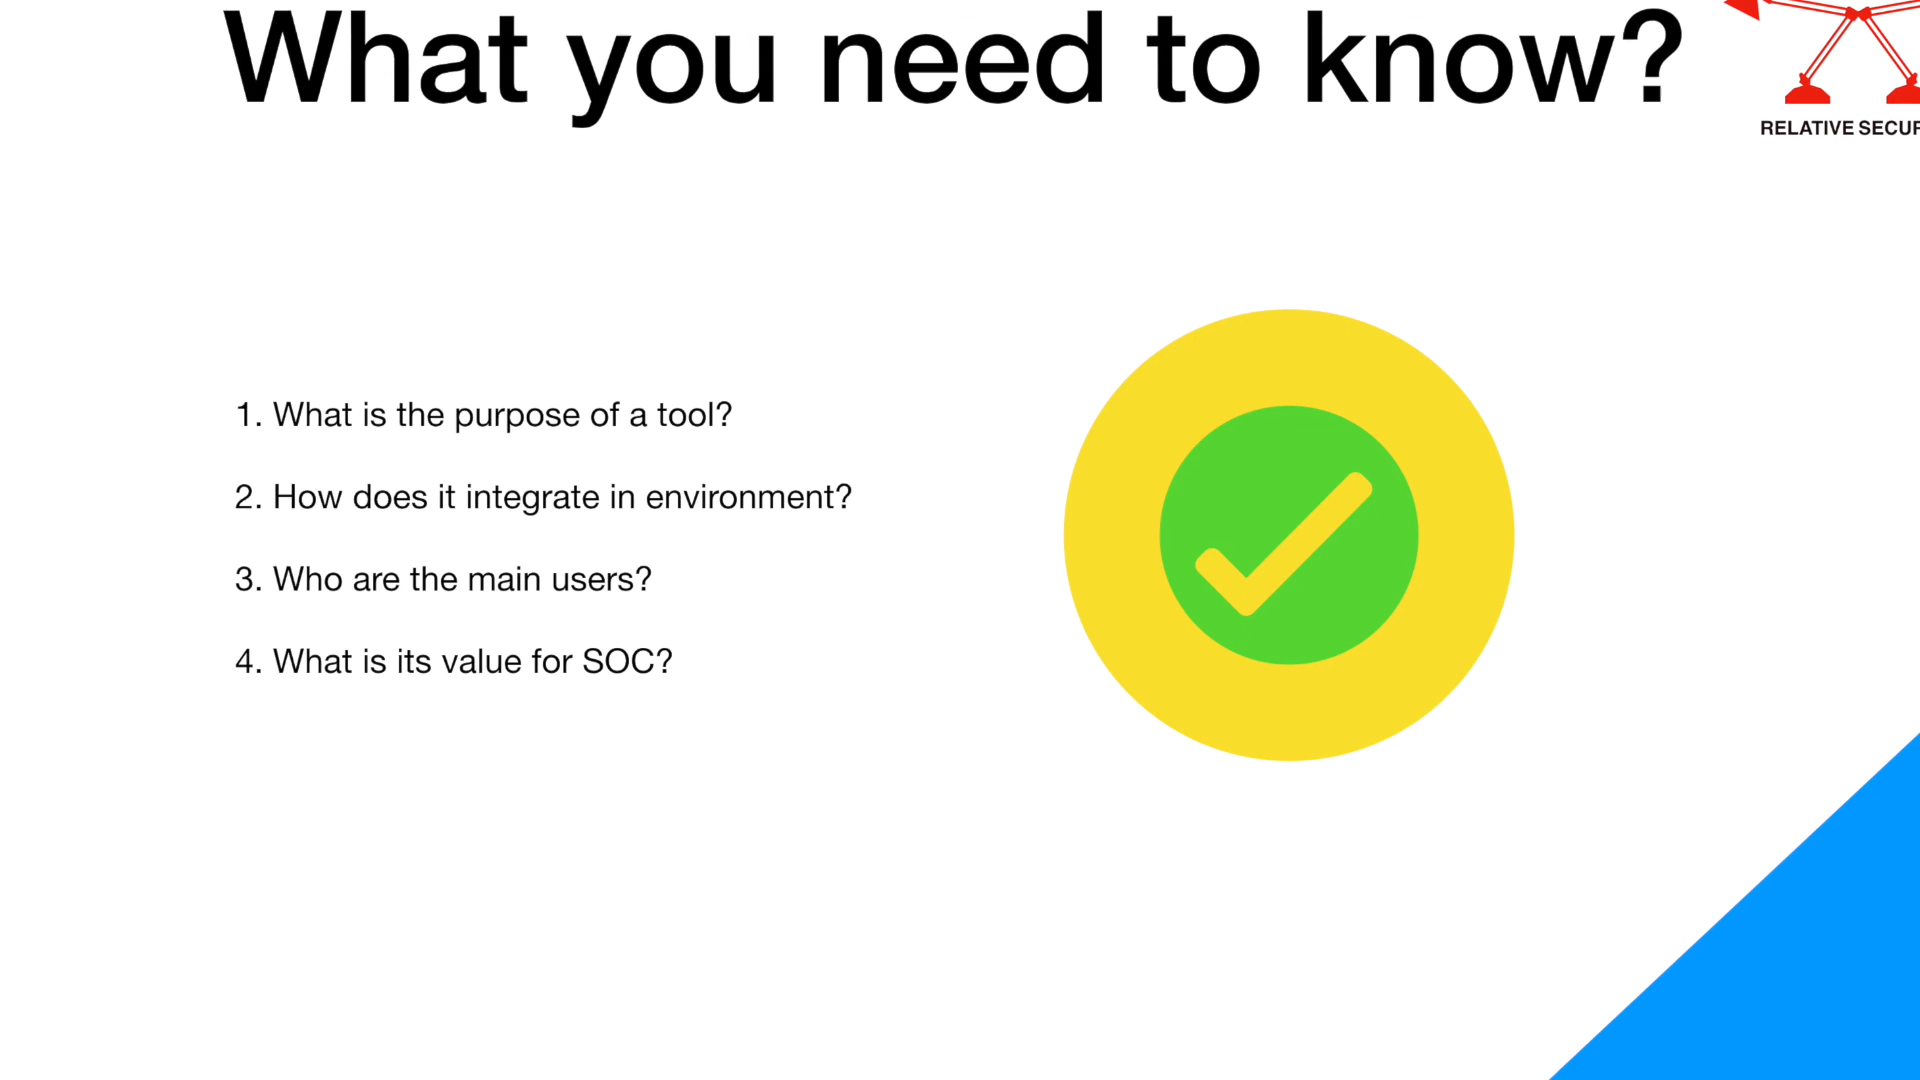 What you need to know?
RELATIVE
1. What is the purpose of a tool?
2. How does it integrate in environment?
3. Who are the main users?
4. What is its value for SOC?